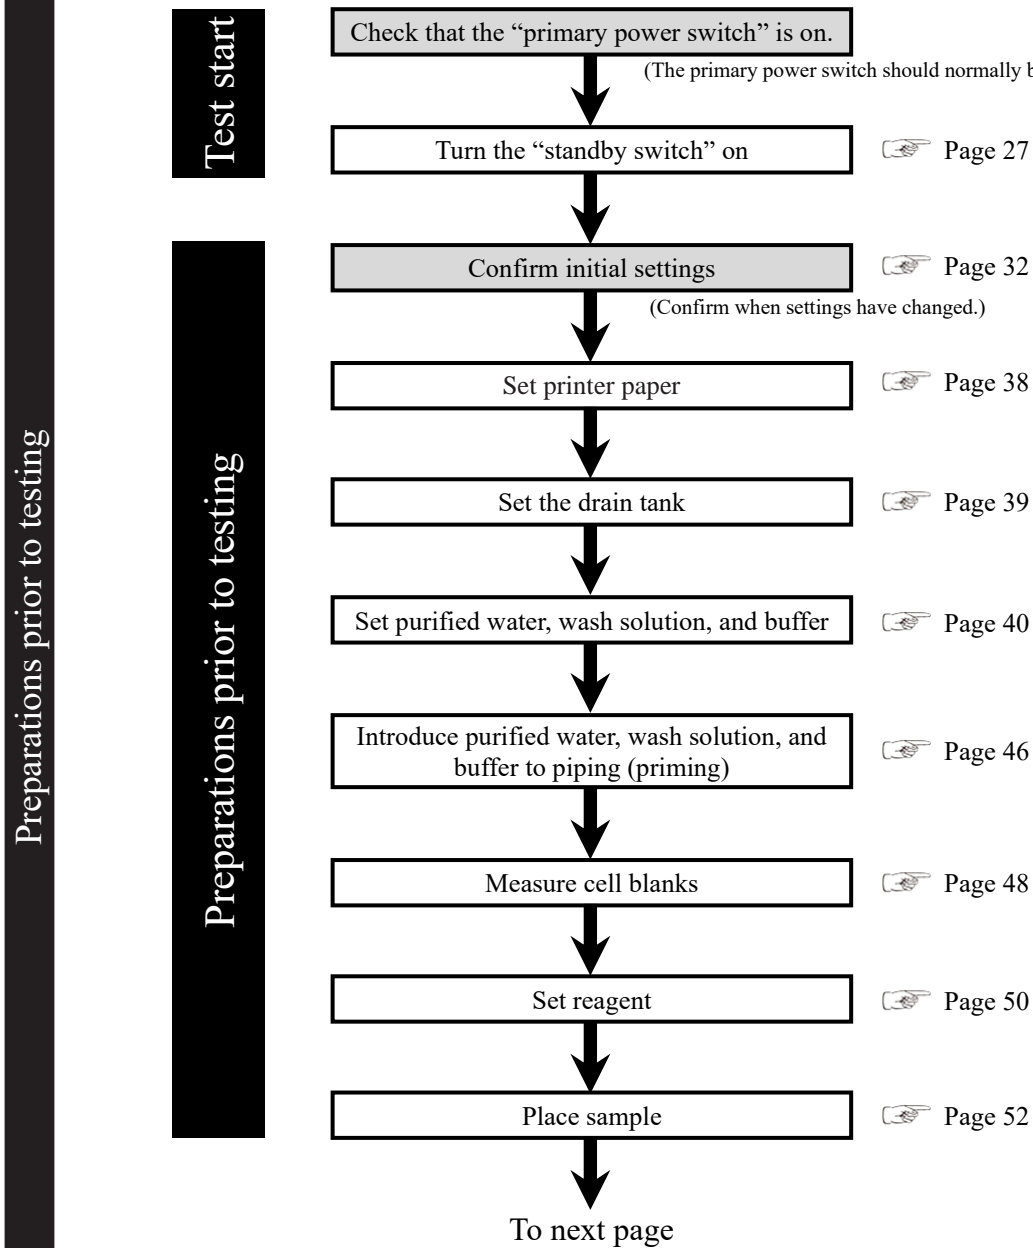 Preparations prior to testing
Test start
Check that the “primary power switch” is on.
(The primary power switch should normally b
Turn the “standby switch” on
Page 27
Preparations prior to testing
Confirm initial settings
Page 32
(Confirm when settings have changed.)
Set printer paper
Page 38
Set the drain tank
Page 39
Set purified water, wash solution, and buffer
Page 40
Introduce purified water, wash solution, and
buffer to piping (priming)
Page 46
Measure cell blanks
Page 48
Set reagent
Page 50
Place sample
Page 52
To next page